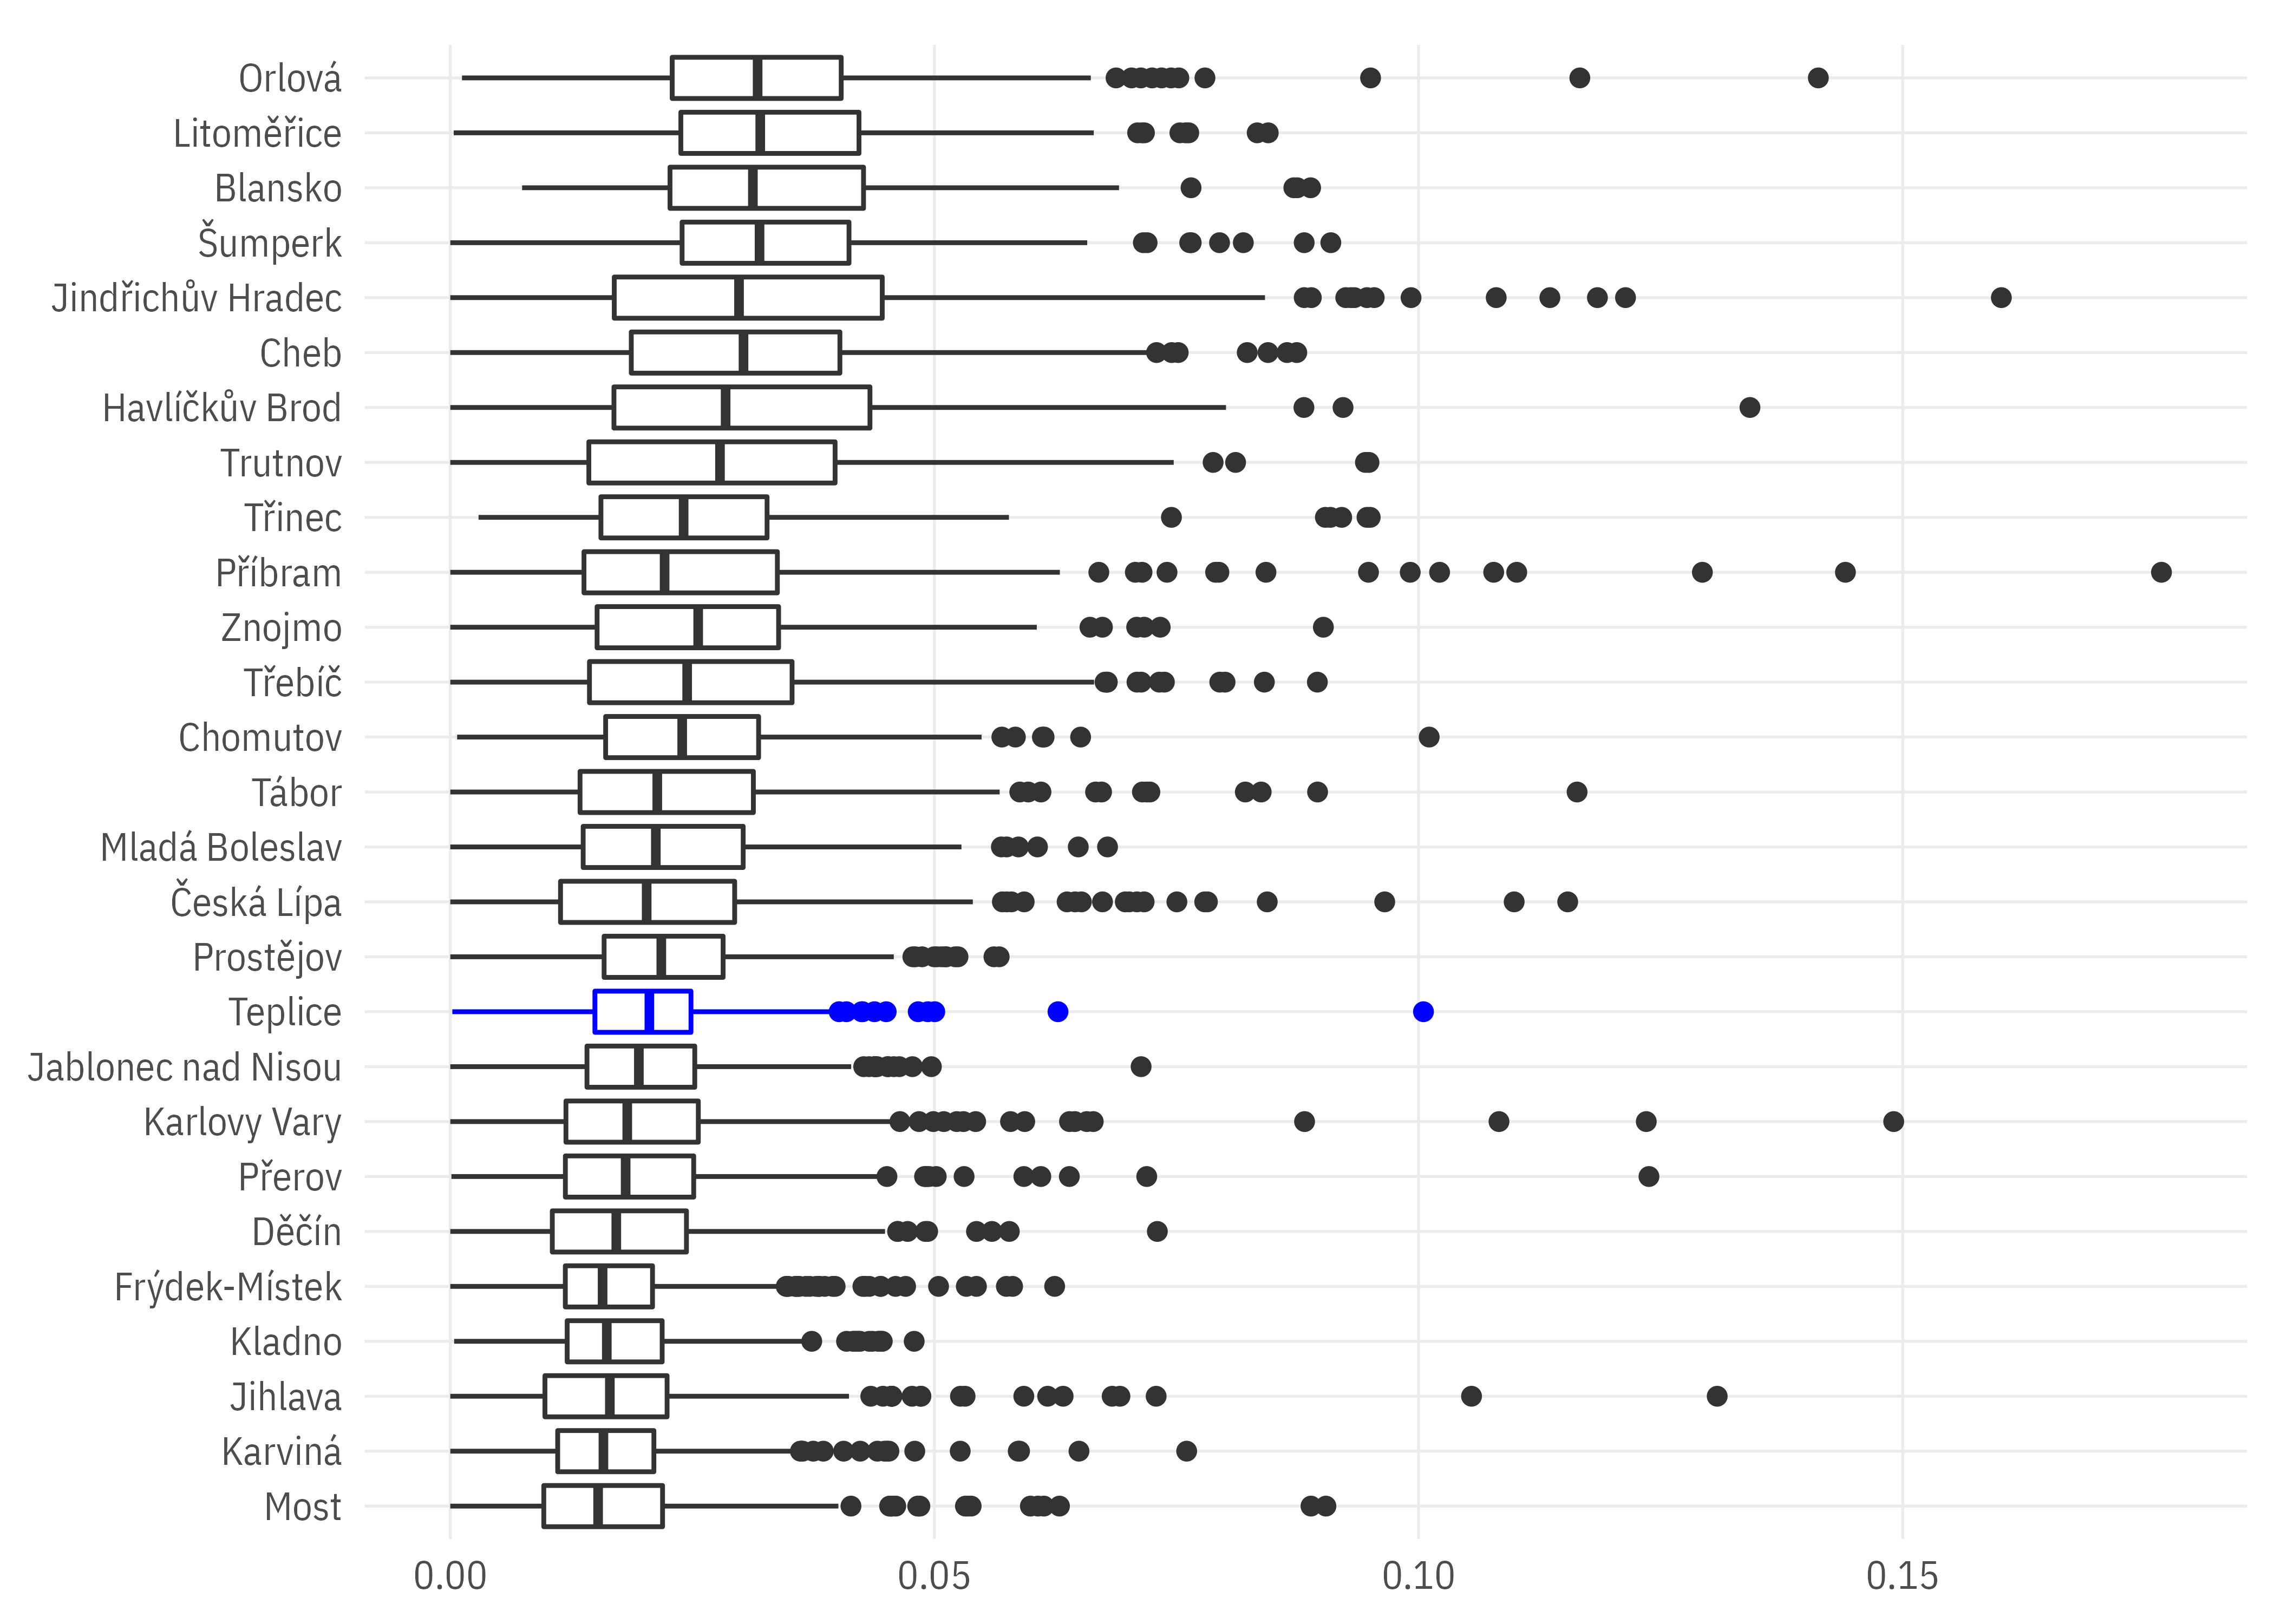 Orlová
Litoměřice
Blansko
Šumperk
Jindřichův Hradec
Cheb
Havlíčkův Brod
Trutnov
Třinec
Příbram
Znojmo
Třebíč
Chomutov
Tábor
Mladá Boleslav
Česká Lípa
Prostějov
Teplice
Jablonec nad Nisou
Karlovy Vary
Přerov
Děčín
Frýdek-Místek
Kladno
Jihlava
Karviná
Most
0.00 0.05 0.10 0.15